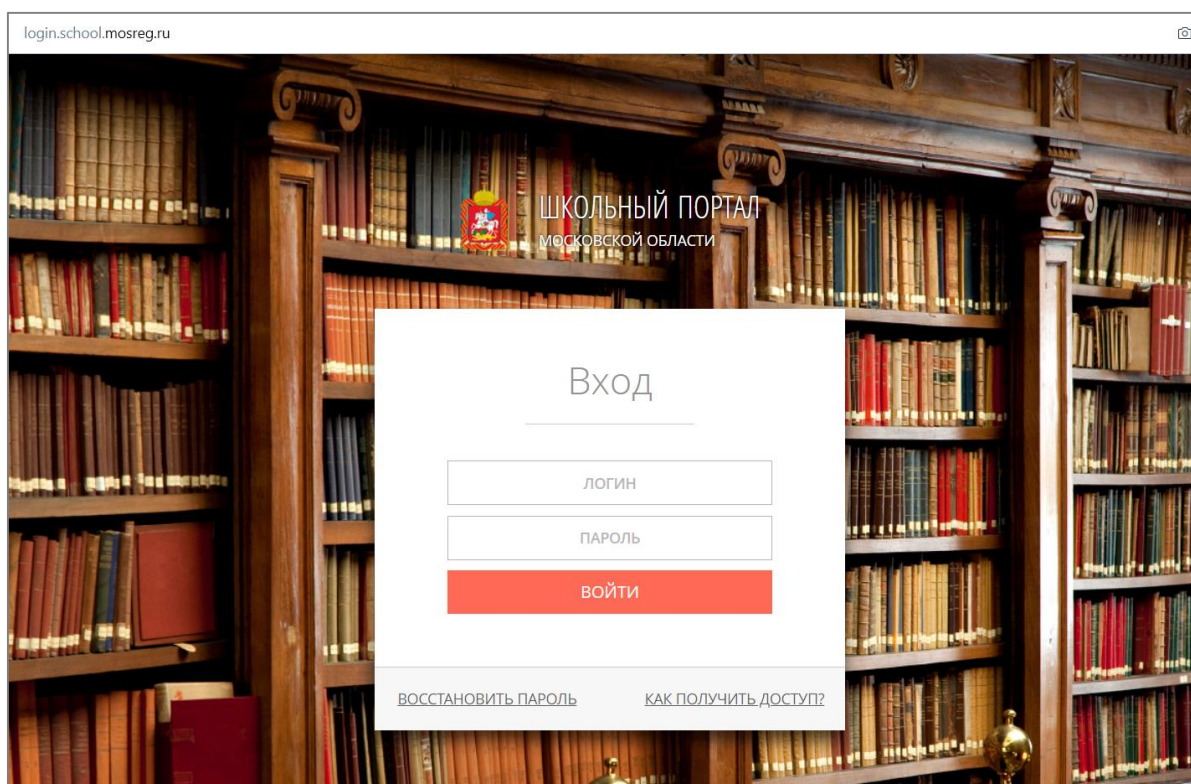 login.school.mosreg.ru
ШКОЛЬНЫЙ ПОРТАЛ
МОСКОВСКОЙ ОБЛАСТИ
Вход
ЛОГИН
ПАРОЛЬ
ВОЙТИ
ВОССТАНОВИТЬ ПАРОЛЬ КАК ПОЛУЧИТЬ ДОСТУП?